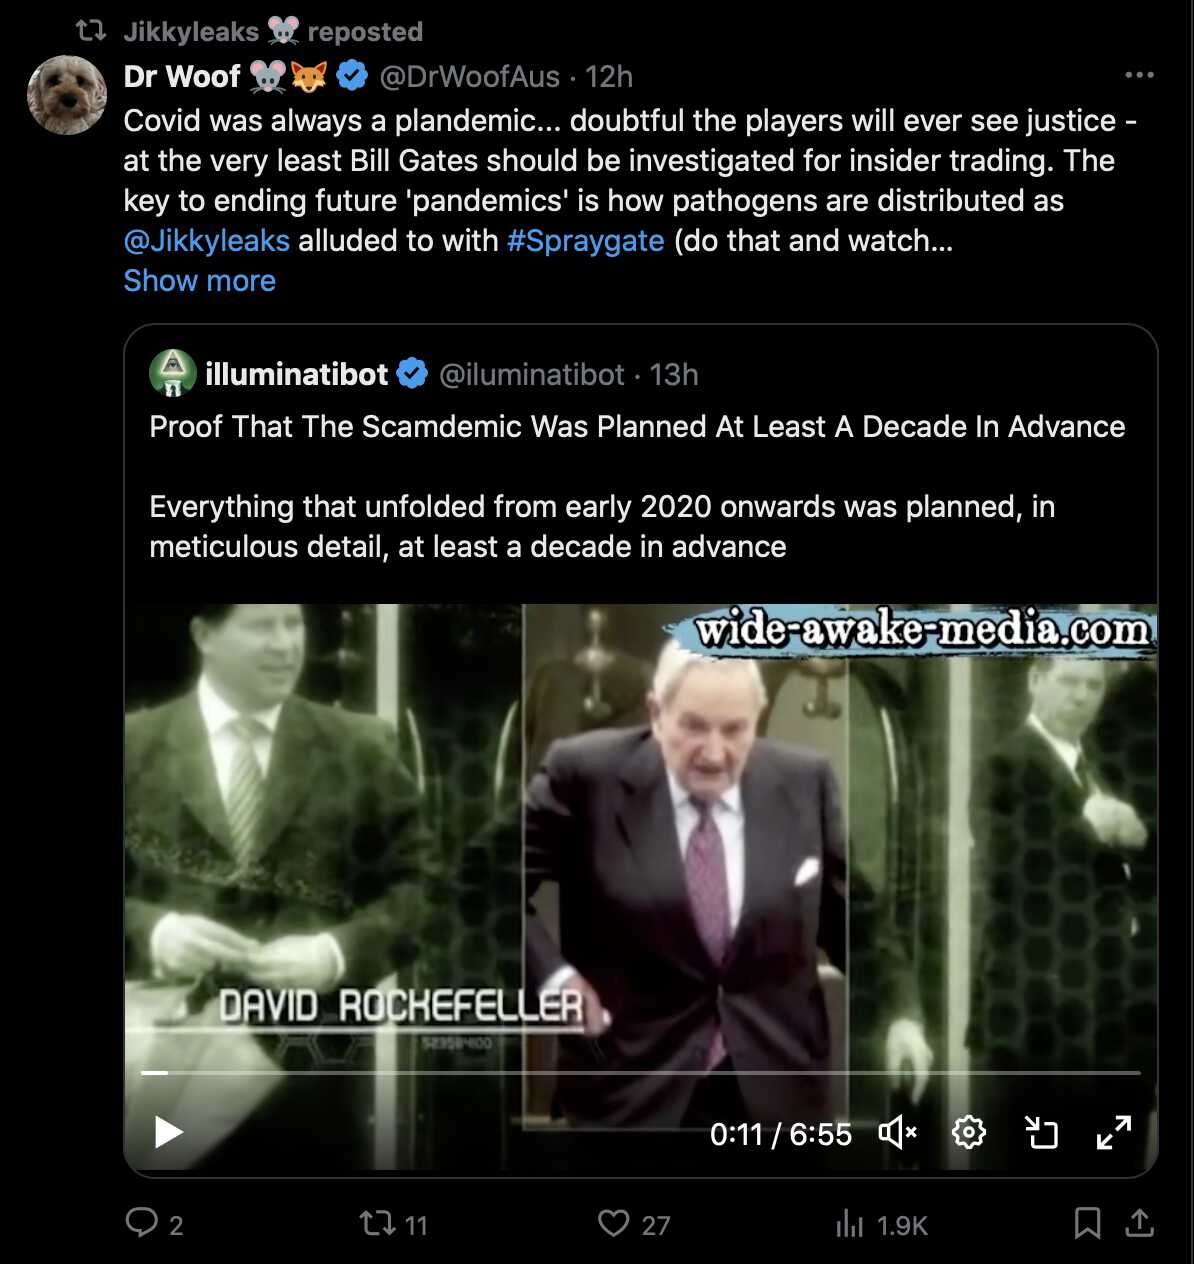 Jikkyleaks 🐭 reposted
Dr Woof 🐭🦊 @DrWoofAus · 12h
Covid was always a plandemic... doubtful the players will ever see justice -
at the very least Bill Gates should be investigated for insider trading. The
key to ending future 'pandemics' is how pathogens are distributed as
@Jikkyleaks alluded to with #Spraygate (do that and watch...
Show more
illuminatibot @iluminatibot · 13h
Proof That The Scamdemic Was Planned At Least A Decade In Advance
Everything that unfolded from early 2020 onwards was planned, in
meticulous detail, at least a decade in advance
wide-awake-media.com
DAVID ROCKEFELLER
0:11 / 6:55
2 11 27 1.9K